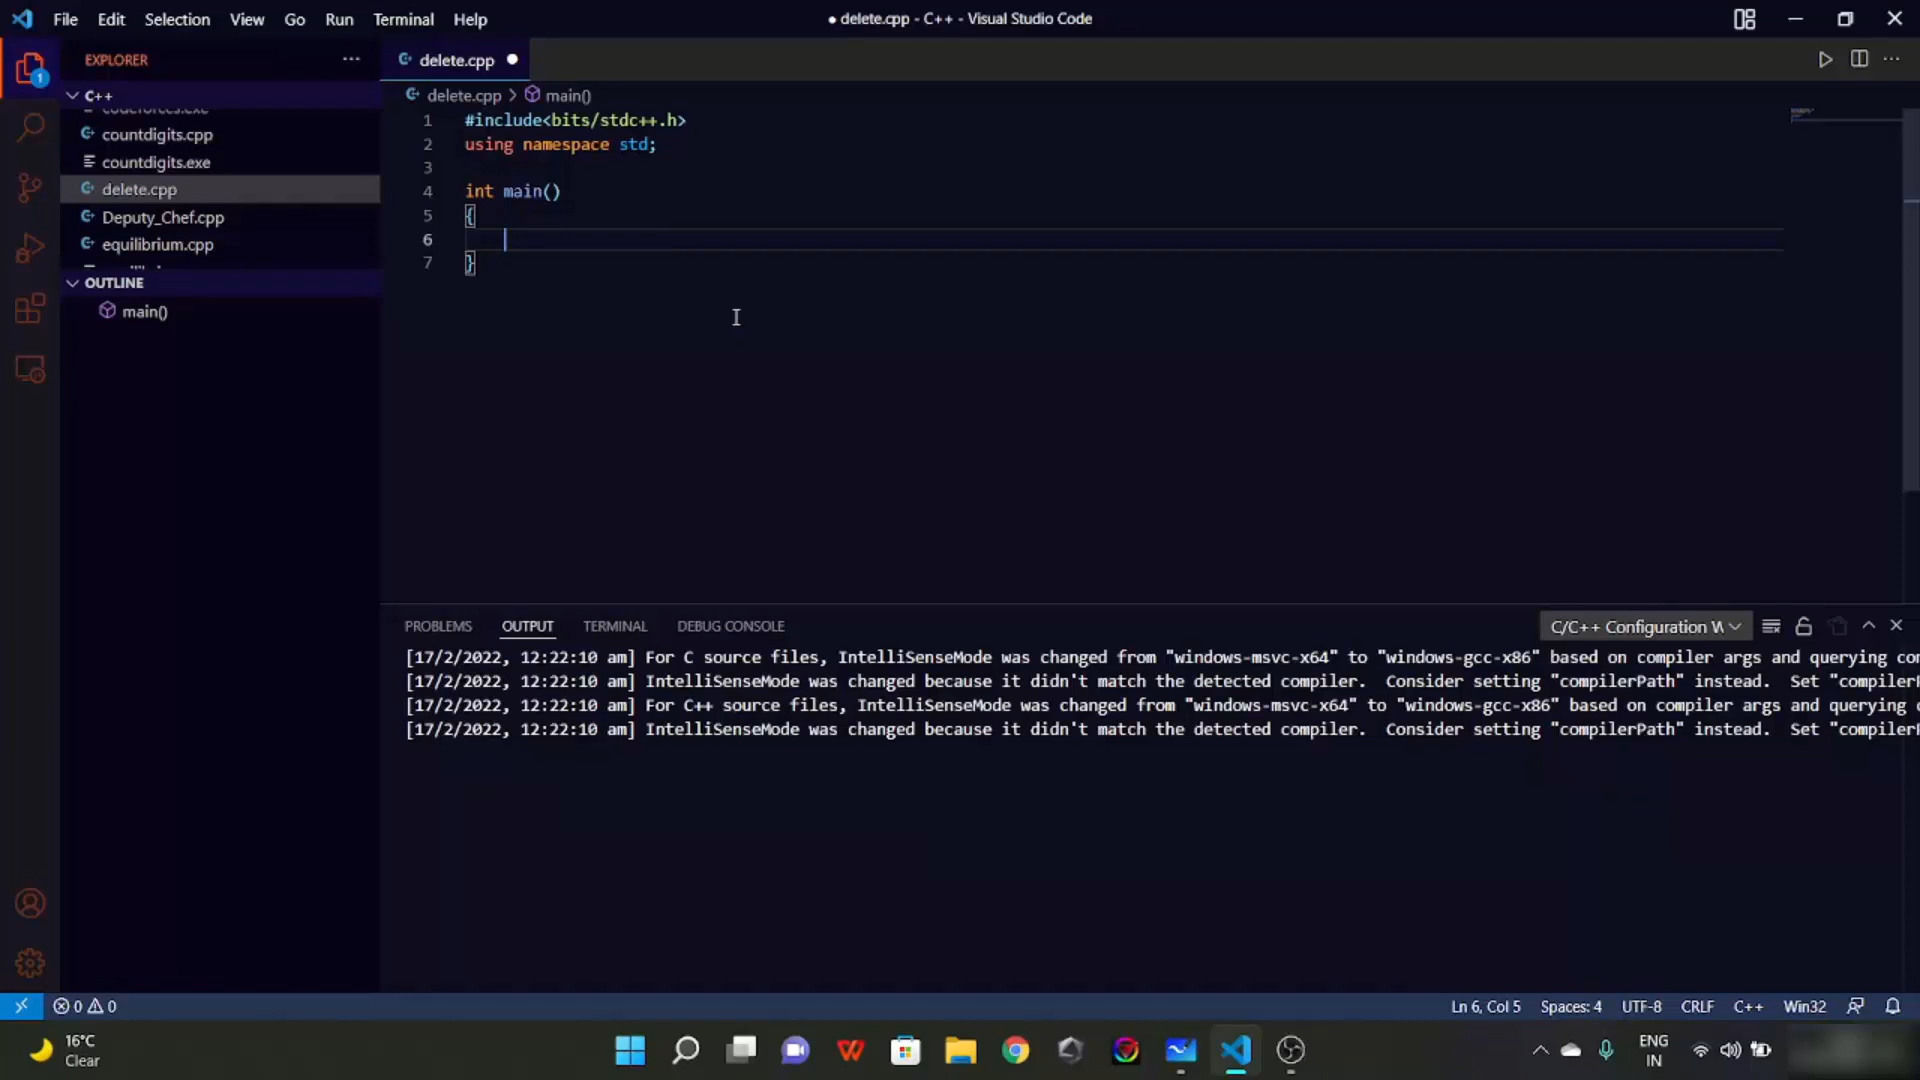 File Edit Selection View Go Run Terminal Help
● delete.cpp - C++ - Visual Studio Code
EXPLORER
1
C++
codeforces.exe
countdigits.cpp
countdigits.exe
delete.cpp
Deputy_Chef.cpp
equilibrium.cpp
OUTLINE
main()
delete.cpp
delete.cpp > main()
1 #include<bits/stdc++.h>
2 using namespace std;
3
4 int main()
5 {
6
7 }
PROBLEMS OUTPUT TERMINAL DEBUG CONSOLE
C/C++ Configuration W
[17/2/2022, 12:22:10 am] For C source files, IntelliSenseMode was changed from "windows-msvc-x64" to "windows-gcc-x86" based on compiler args and querying co
[17/2/2022, 12:22:10 am] IntelliSenseMode was changed because it didn't match the detected compiler.  Consider setting "compilerPath" instead.  Set "compilerP
[17/2/2022, 12:22:10 am] For C++ source files, IntelliSenseMode was changed from "windows-msvc-x64" to "windows-gcc-x86" based on compiler args and querying
[17/2/2022, 12:22:10 am] IntelliSenseMode was changed because it didn't match the detected compiler.  Consider setting "compilerPath" instead.  Set "compilerP
0 0
Ln 6, Col 5 Spaces: 4 UTF-8 CRLF C++ Win32
16°C
Clear
ENG
IN